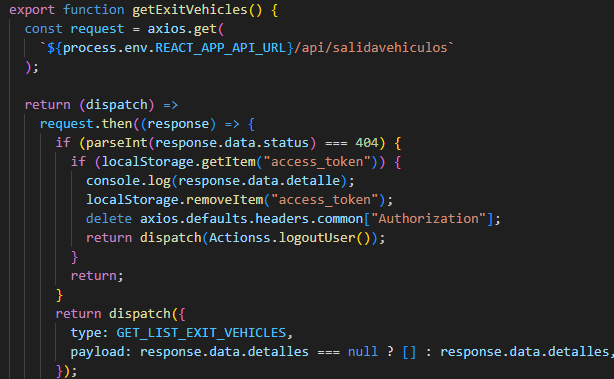 export function getExitVehicles() {
const request = axios.get(
`${process.env.REACT_APP_API_URL}/api/salidavehiculos`
);
return (dispatch) =>
request.then((response) => {
if (parseInt(response.data.status) === 404) {
if (localStorage.getItem("access_token")) {
console.log(response.data.detalle);
localStorage.removeItem("access_token");
delete axios.defaults.headers.common["Authorization"];
return dispatch(Actionss.logoutUser());
}
return;
}
return dispatch({
type: GET_LIST_EXIT_VEHICLES,
payload: response.data.detalles === null ? [] : response.data.detalles,
});